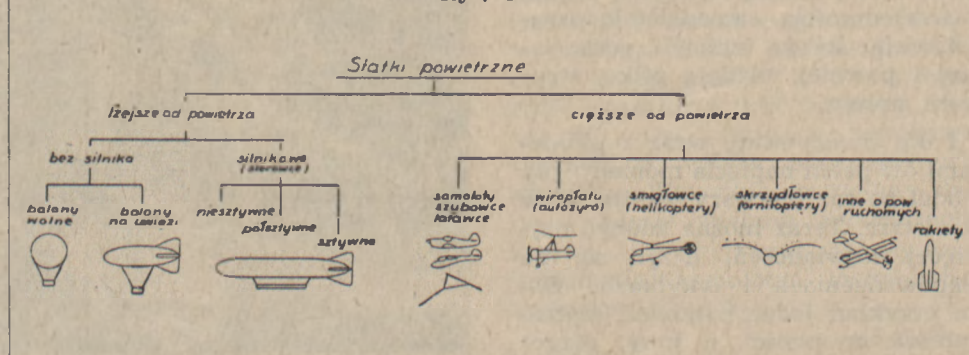 Statki powietrzne
lżejsze od powietrza
cięższe od powietrza
bez silnika
silnikowe
(sterowce)
balony
wolne
balony
na uwięzi
niesztywne
półsztywne
sztywne
samoloty
szybowce
latawce
wiropłaty
(autożyro)
śmigłowce
(helikoptery)
skrzydłowce
(ornitoptery)
inne o pow
ruchomych
rakiety